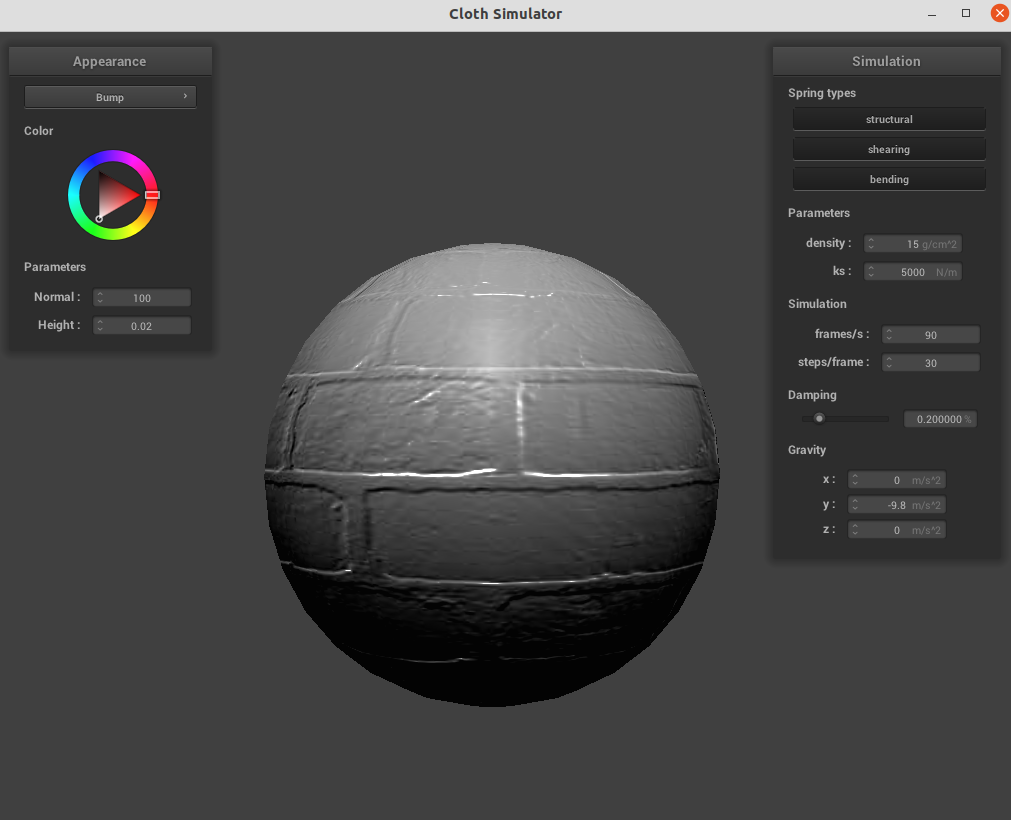 Cloth Simulator
Appearance
Bump
Color
Parameters
Normal : 100
Height : 0.02
Simulation
Spring types
structural
shearing
bending
Parameters
density : 15 g/cm^2
ks : 5000 N/m
Simulation
frames/s : 90
steps/frame : 30
Damping
0.200000 %
Gravity
x : 0 m/s^2
y : -9.8 m/s^2
z : 0 m/s^2